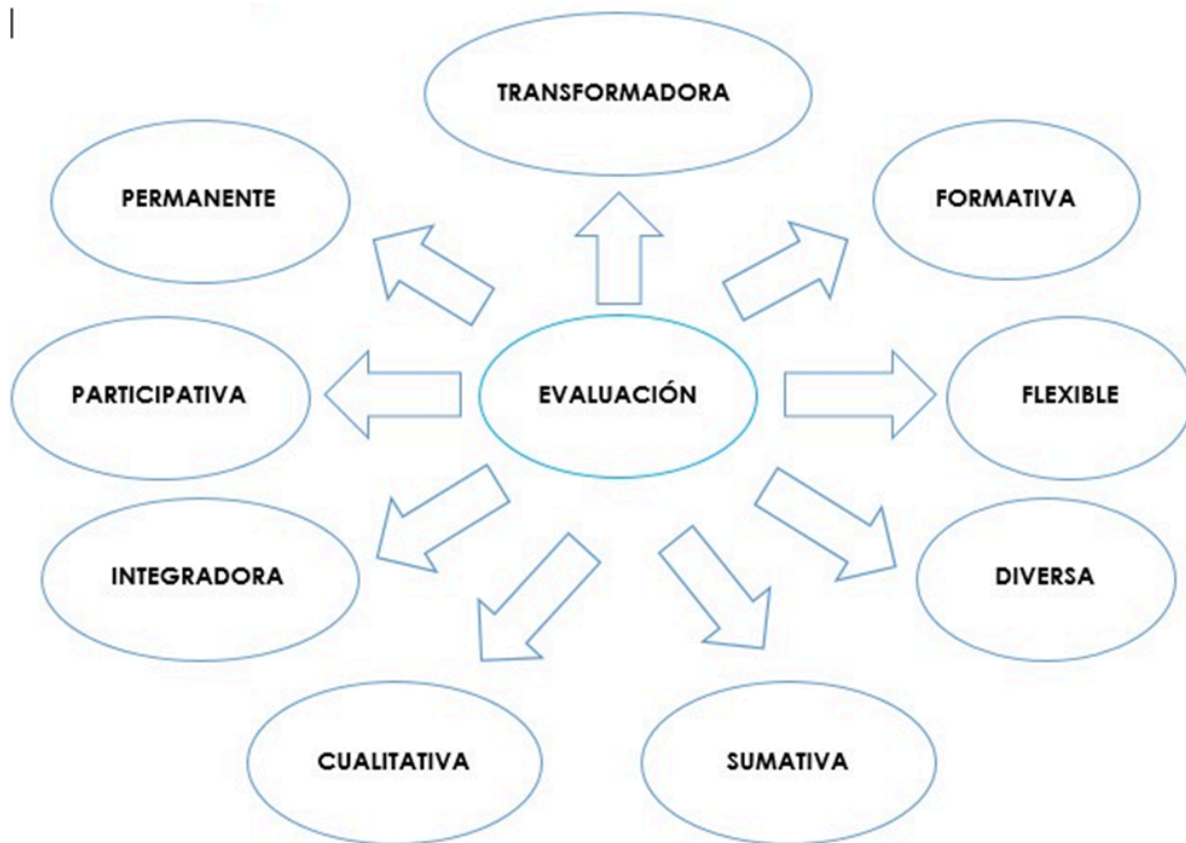 TRANSFORMADORA
PERMANENTE
FORMATIVA
PARTICIPATIVA
EVALUACIÓN
FLEXIBLE
INTEGRADORA
DIVERSA
CUALITATIVA
SUMATIVA